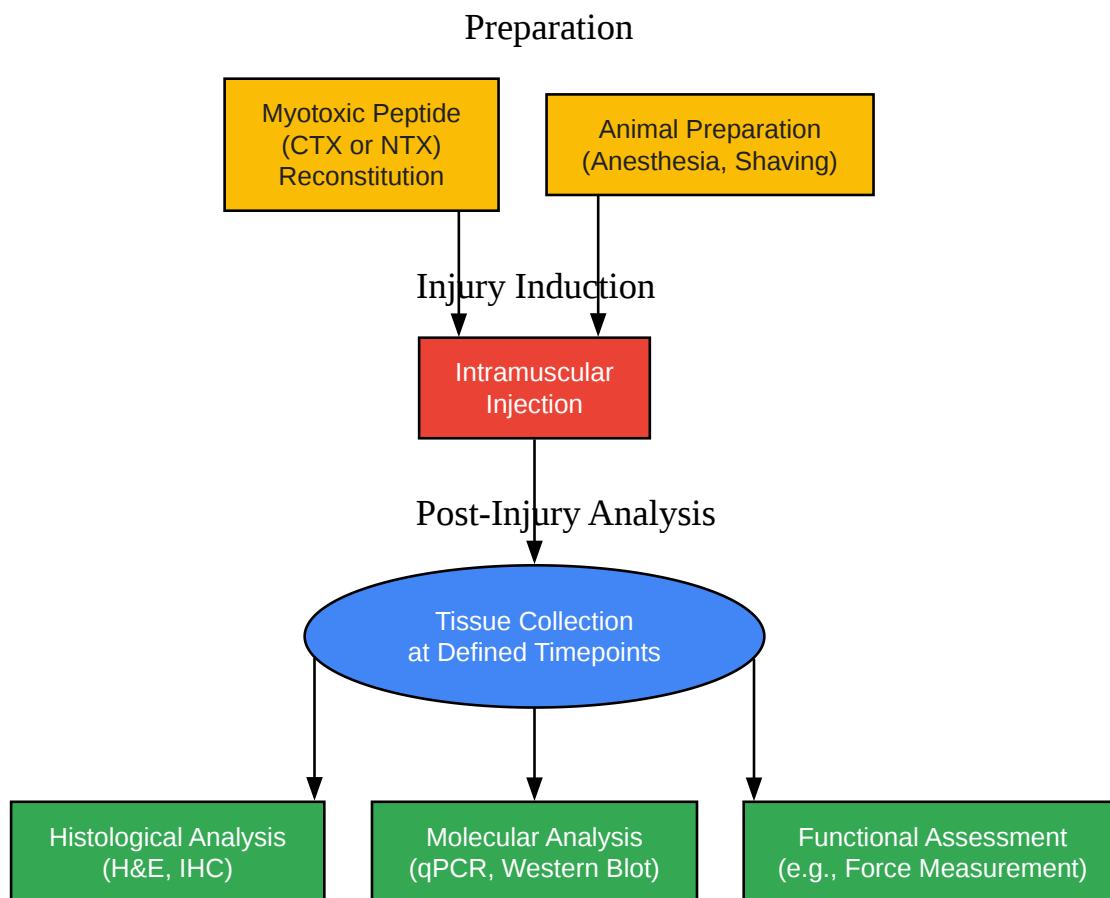 Preparation
Myotoxic Peptide
(CTX or NTX)
Reconstitution
Animal Preparation
(Anesthesia, Shaving)
Injury Induction
Intramuscular
Injection
Post-Injury Analysis
Tissue Collection
at Defined Timepoints
Histological Analysis
(H&E, IHC)
Molecular Analysis
(qPCR, Western Blot)
Functional Assessment
(e.g., Force Measurement)